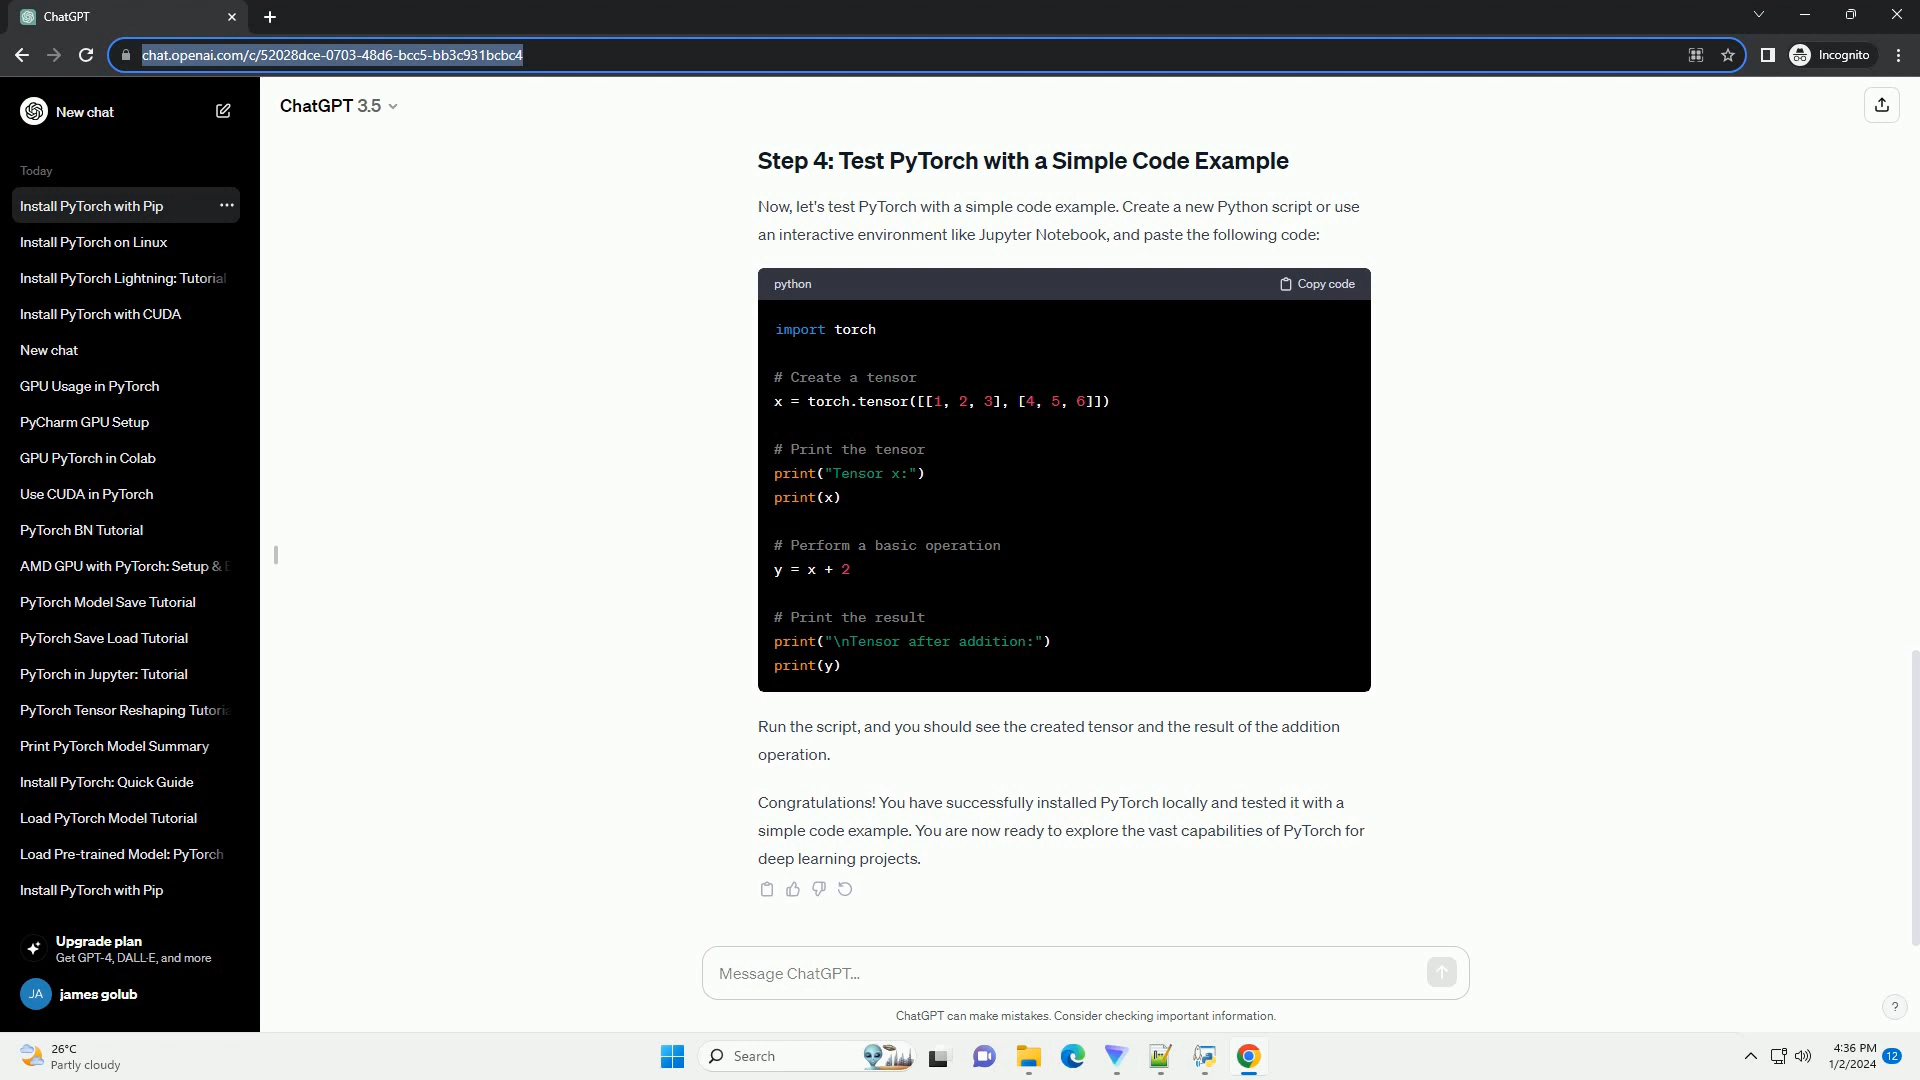 ChatGPT
chat.openai.com/c/52028dce-0703-48d6-bcc5-bb3c931bcbc4
Incognito
New chat
ChatGPT 3.5
Today
Install PyTorch with Pip
Install PyTorch on Linux
Install PyTorch Lightning: Tutorial
Install PyTorch with CUDA
New chat
GPU Usage in PyTorch
PyCharm GPU Setup
GPU PyTorch in Colab
Use CUDA in PyTorch
PyTorch BN Tutorial
AMD GPU with PyTorch: Setup &
PyTorch Model Save Tutorial
PyTorch Save Load Tutorial
PyTorch in Jupyter: Tutorial
PyTorch Tensor Reshaping Tutoria
Print PyTorch Model Summary
Install PyTorch: Quick Guide
Load PyTorch Model Tutorial
Load Pre-trained Model: PyTorch
Install PyTorch with Pip
Upgrade plan
Get GPT-4, DALL·E, and more
JA
james golub
Step 4: Test PyTorch with a Simple Code Example
Now, let's test PyTorch with a simple code example. Create a new Python script or use
an interactive environment like Jupyter Notebook, and paste the following code:
python
Copy code
import torch
# Create a tensor
x = torch.tensor([[1, 2, 3], [4, 5, 6]])
# Print the tensor
print("Tensor x:")
print(x)
# Perform a basic operation
y = x + 2
# Print the result
print("\nTensor after addition:")
print(y)
Run the script, and you should see the created tensor and the result of the addition
operation.
Congratulations! You have successfully installed PyTorch locally and tested it with a
simple code example. You are now ready to explore the vast capabilities of PyTorch for
deep learning projects.
Message ChatGPT...
ChatGPT can make mistakes. Consider checking important information.
?
26°C
Partly cloudy
Search
4:36 PM
1/2/2024
12